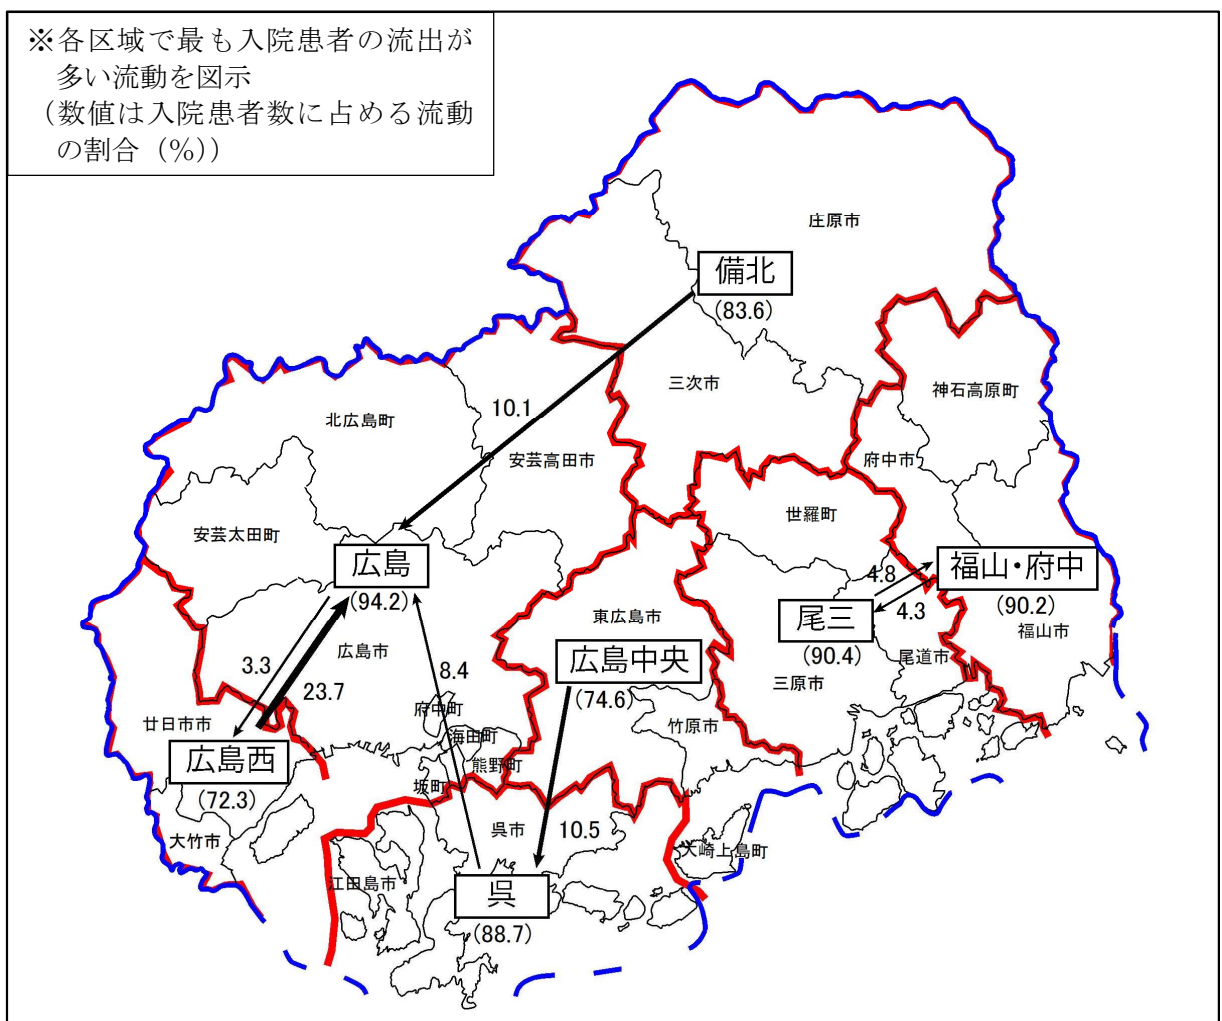 ※各区域で最も入院患者の流出が
多い流動を図示
（数値は入院患者数に占める流動
の割合（％））
庄原市
備北
(83.6)
三次市
神石高原町
10.1
北広島町
安芸高田市
府中市
世羅町
安芸太田町
広島
(94.2)
福山・府中
(90.2)
4.8
4.3
尾三
(90.4)
福山市
東広島市
広島中央
(74.6)
尾道市
三原市
広島市
3.3
23.7
8.4
府中町
海田町
熊野町
坂町
竹原市
廿日市市
広島西
(72.3)
大竹市
呉市
10.5
大崎上島町
江田島市
呉
(88.7)